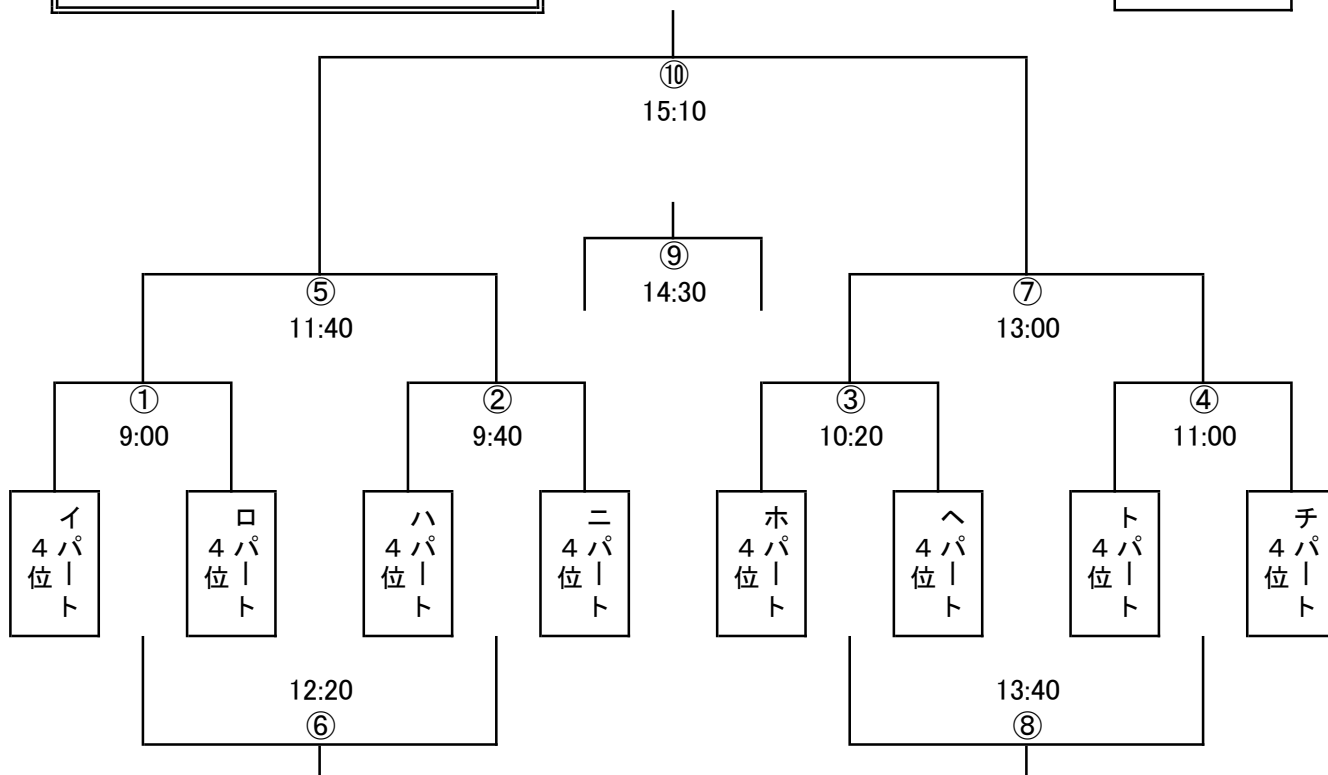 ⑩
15:10
⑨
14:30
⑤
11:40
⑦
13:00
①
9:00
②
9:40
③
10:20
④
11:00
イパート
4位
ロパート
4位
ハパート
4位
ニパート
4位
ホパート
4位
ヘパート
4位
トパート
4位
チパート
4位
12:20
⑥
13:40
⑧